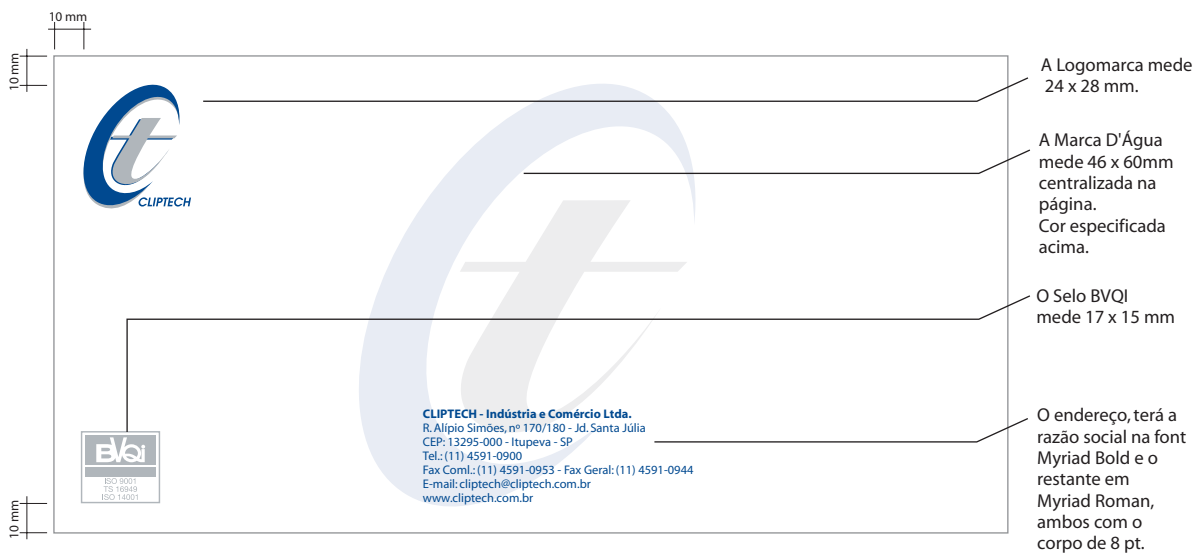 10 mm
10 mm
CLIPTECH
A Logomarca mede
24 x 28 mm.
A Marca D'Água
mede 46 x 60mm
centralizada na
página.
Cor especificada
acima.
O Selo BVQI
mede 17 x 15 mm
BVQi
ISO 9001
TS 16949
ISO 14001
CLIPTECH - Indústria e Comércio Ltda.
R. Alípio Simões, nº 170/180 - Jd. Santa Júlia
CEP: 13295-000 - Itupeva - SP
Tel.: (11) 4591-0900
Fax Coml.: (11) 4591-0953 - Fax Geral: (11) 4591-0944
E-mail: cliptech@cliptech.com.br
www.cliptech.com.br
O endereço, terá a
razão social na font
Myriad Bold e o
restante em
Myriad Roman,
ambos com o
corpo de 8 pt.
10 mm